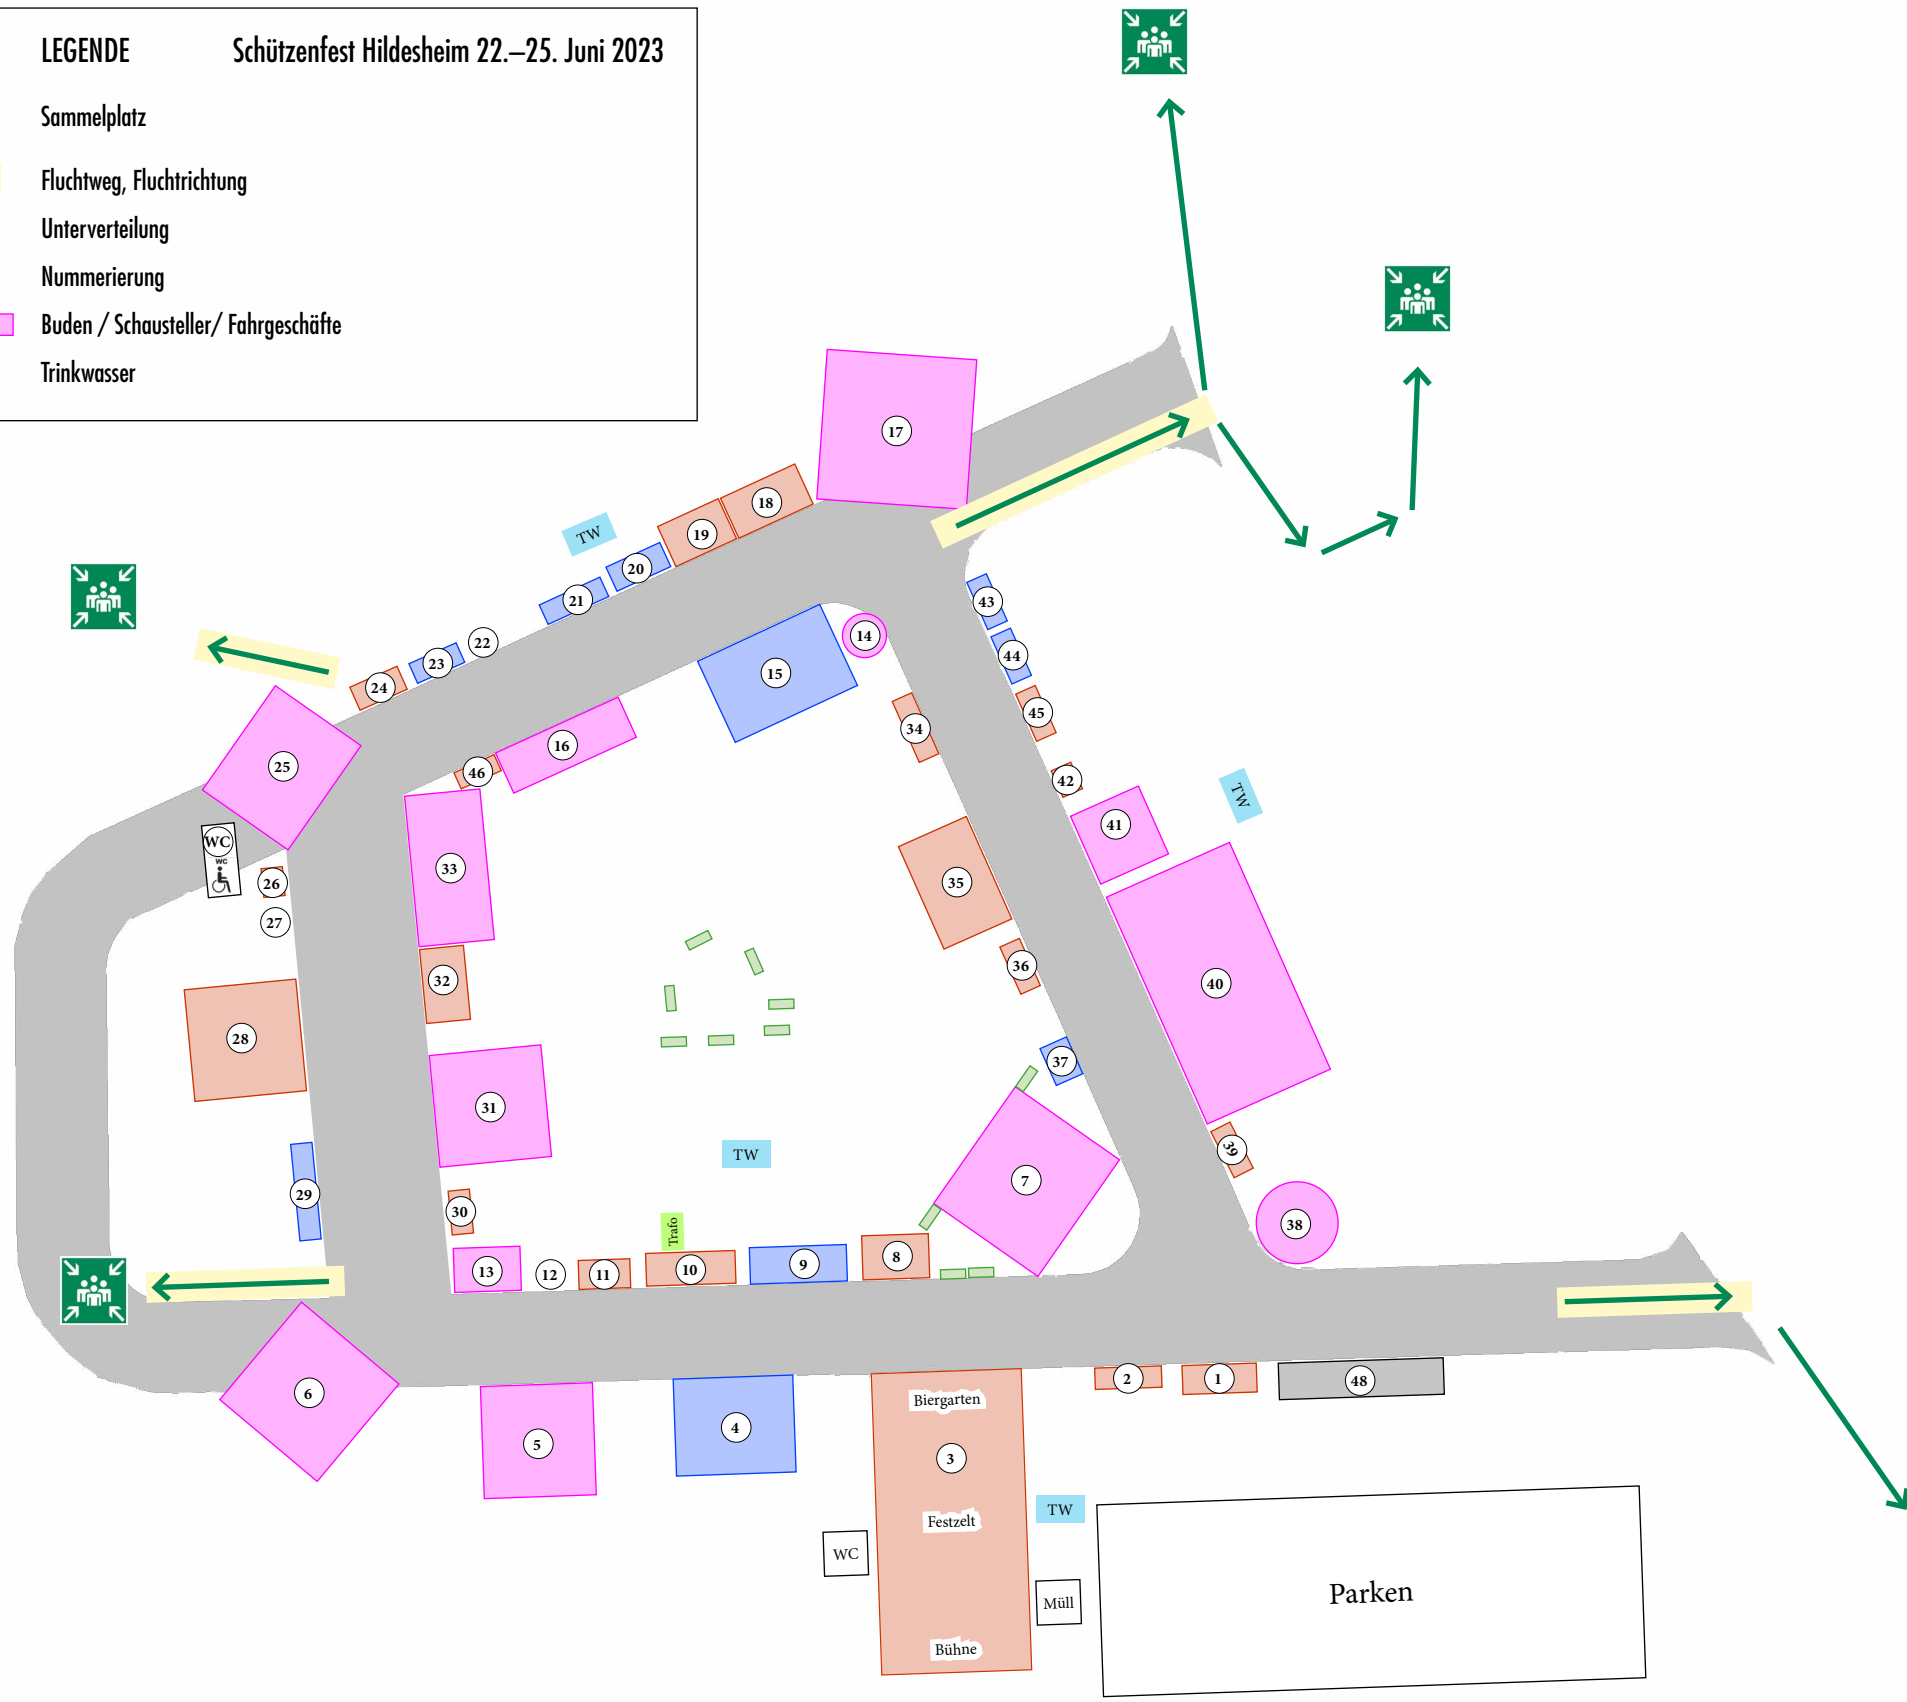 LEGENDE Schützenfest Hildesheim 22.–25. Juni 2023
Sammelplatz
Fluchtweg, Fluchtrichtung
Unterverteilung
Nummerierung
Buden / Schausteller/ Fahrgeschäfte
Trinkwasser
17
18
19
TW
20
21
22
23
24
43
14
44
15
45
34
16
46
25
42
TW
41
WC
WC
33
26
35
27
36
32
40
28
37
31
39
TW
7
29
30
38
Trafo
8
9
10
11
12
13
2
1
48
6
Biergarten
4
5
3
TW
Festzelt
WC
Parken
Müll
Bühne